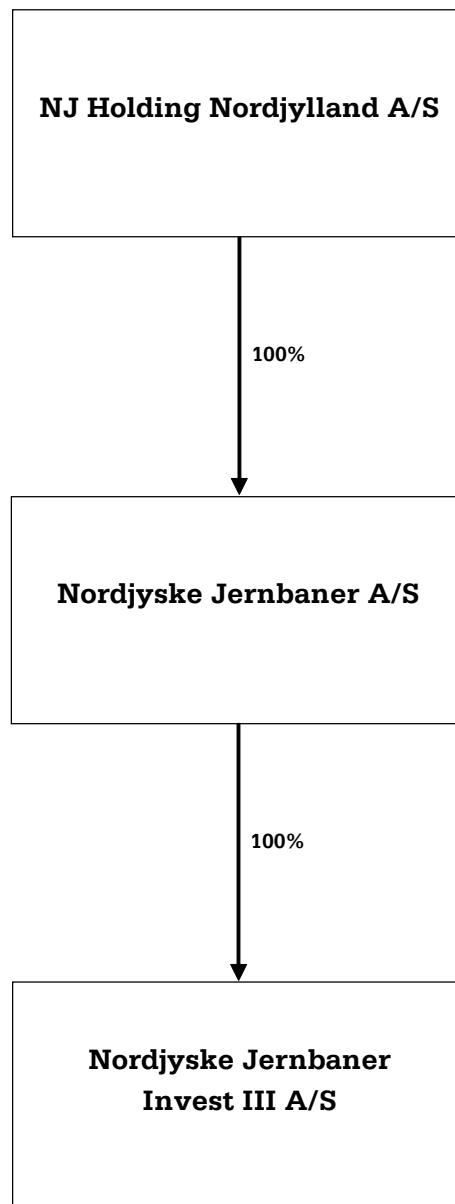 NJ Holding Nordjylland A/S
100%
Nordjyske Jernbaner A/S
100%
Nordjyske Jernbaner
Invest III A/S